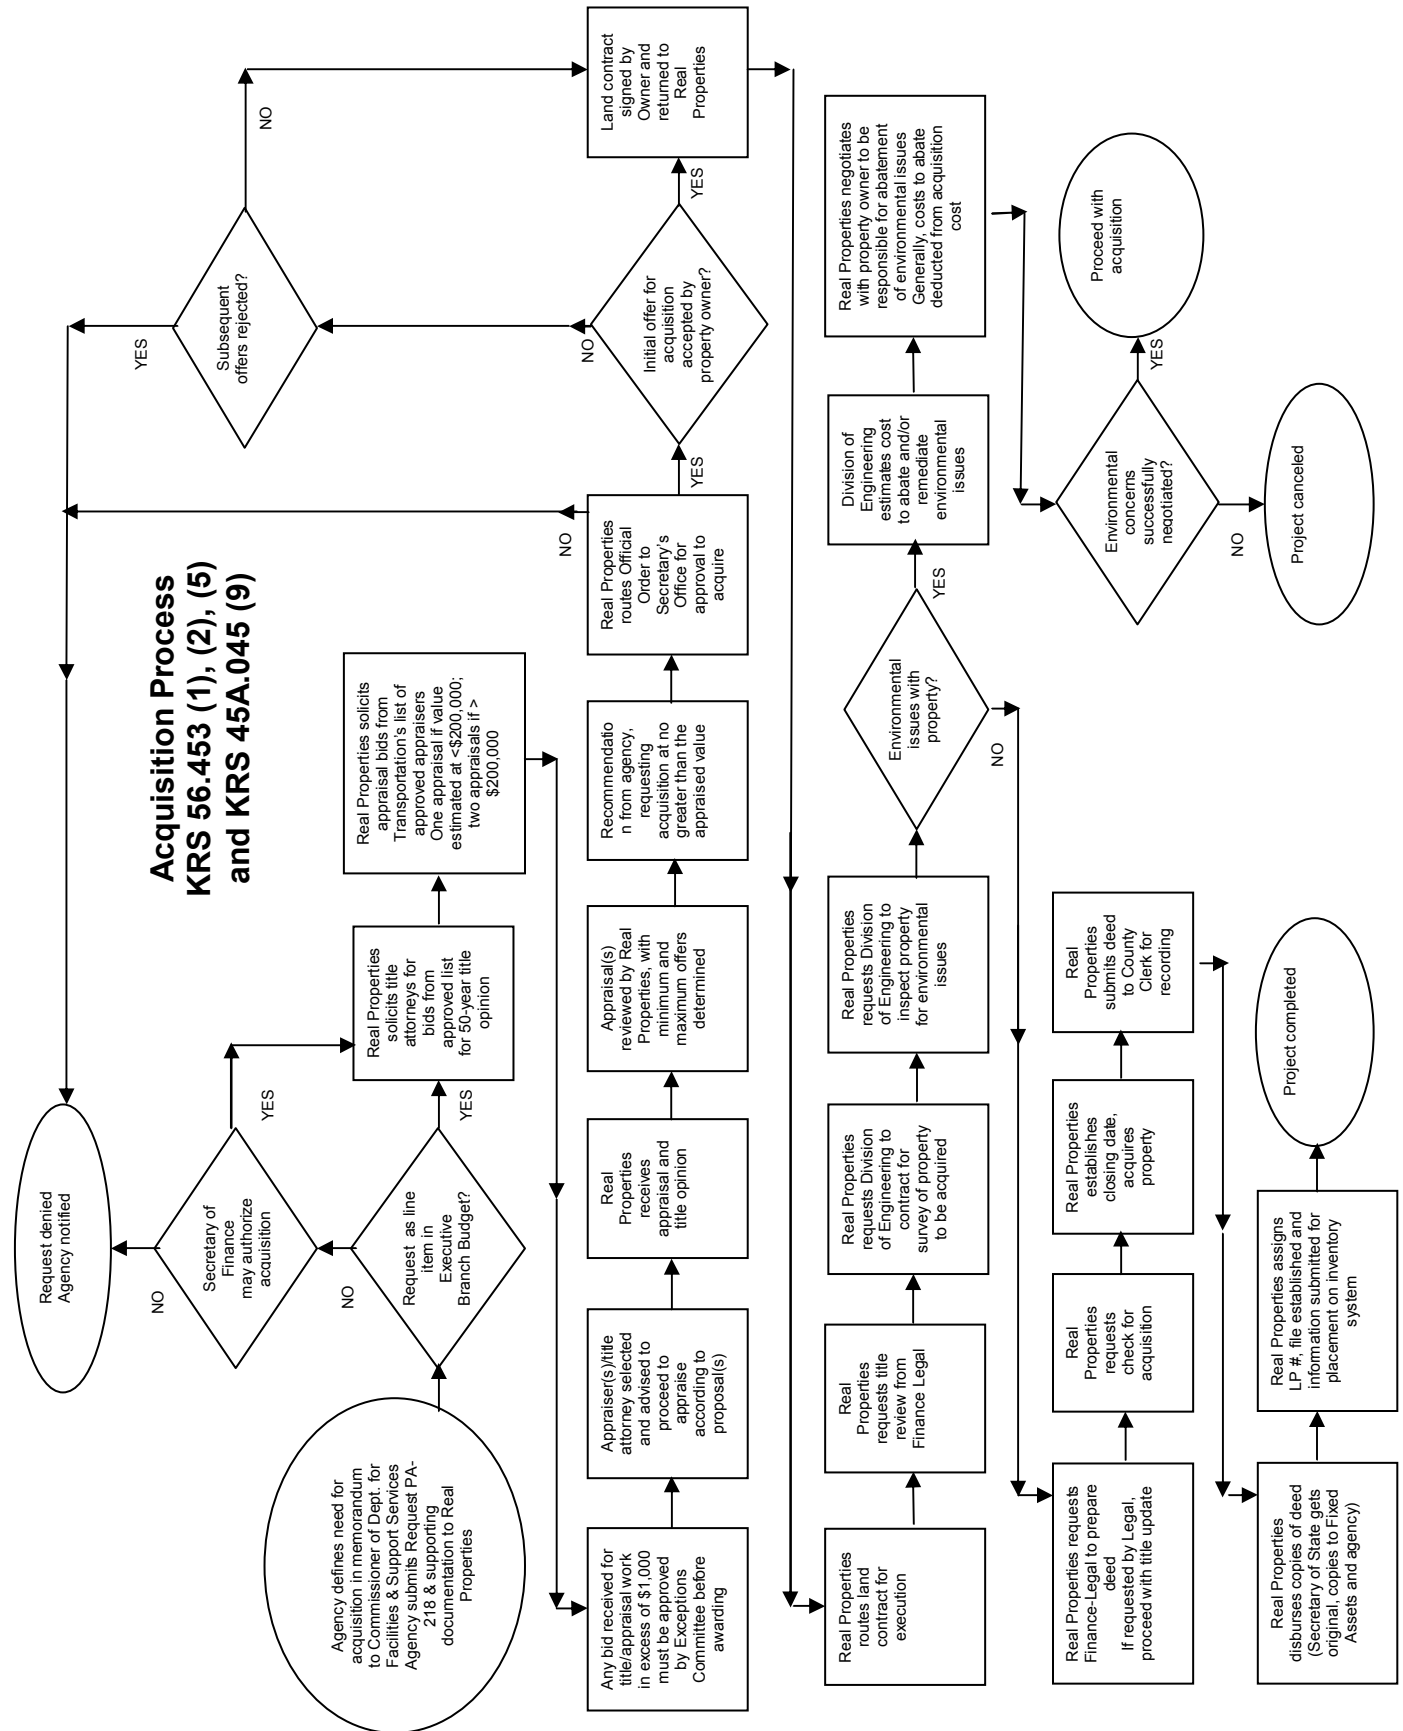 Acquisition Process
KRS 56.453 (1), (2), (5)
and KRS 45A.045 (9)
Agency defines need for
acquisition in memorandum
to Commissioner of Dept. for
Facilities & Support Services
Agency submits Request PA-
218 & supporting
documentation to Real
Properties
Request as line
item in
Executive
Branch Budget?
NO
YES
Secretary of
Finance
may authorize
acquisition
NO
YES
Request denied
Agency notified
Real Properties
solicits title
attorneys for
bids from
approved list
for 50-year title
opinion
Real Properties solicits
appraisal bids from
Transportation's list of
approved appraisers
One appraisal if value
estimated at <$200,000;
two appraisals if >
$200,000
Any bid received for
title/appraisal work
in excess of $1,000
must be approved
by Exceptions
Committee before
awarding
Appraiser(s)/title
attorney selected
and advised to
proceed to
appraise
according to
proposal(s)
Real
Properties
receives
appraisal and
title opinion
Appraisal(s)
reviewed by Real
Properties, with
minimum and
maximum offers
determined
Recommendatio
n from agency,
requesting
acquisition at no
greater than the
appraised value
Real Properties
routes Official
Order to
Secretary's
Office for
approval to
acquire
NO
YES
Initial offer for
acquisition
accepted by
property owner?
NO
YES
Subsequent
offers rejected?
YES
NO
Land contract
signed by
Owner and
returned to
Real
Properties
Real Properties
routes land
contract for
execution
Real
Properties
requests title
review from
Finance Legal
Real Properties
requests Division
of Engineering to
contract for
survey of property
to be acquired
Real Properties
requests Division
of Engineering to
inspect property
for environmental
issues
Environmental
issues with
property?
NO
YES
Division of
Engineering
estimates cost
to abate and/or
remediate
environmental
issues
Real Properties negotiates
with property owner to be
responsible for abatement
of environmental issues
Generally, costs to abate
deducted from acquisition
cost
Environmental
concerns
successfully
negotiated?
YES
NO
Proceed with
acquisition
Project canceled
Real Properties requests
Finance-Legal to prepare
deed
If requested by Legal,
proceed with title update
Real
Properties
requests
check for
acquisition
Real Properties
establishes
closing date,
acquires
property
Real
Properties
submits deed
to County
Clerk for
recording
Real Properties
disburses copies of deed
(Secretary of State gets
original, copies to Fixed
Assets and agency)
Real Properties assigns
LP #, file established and
information submitted for
placement on inventory
system
Project completed